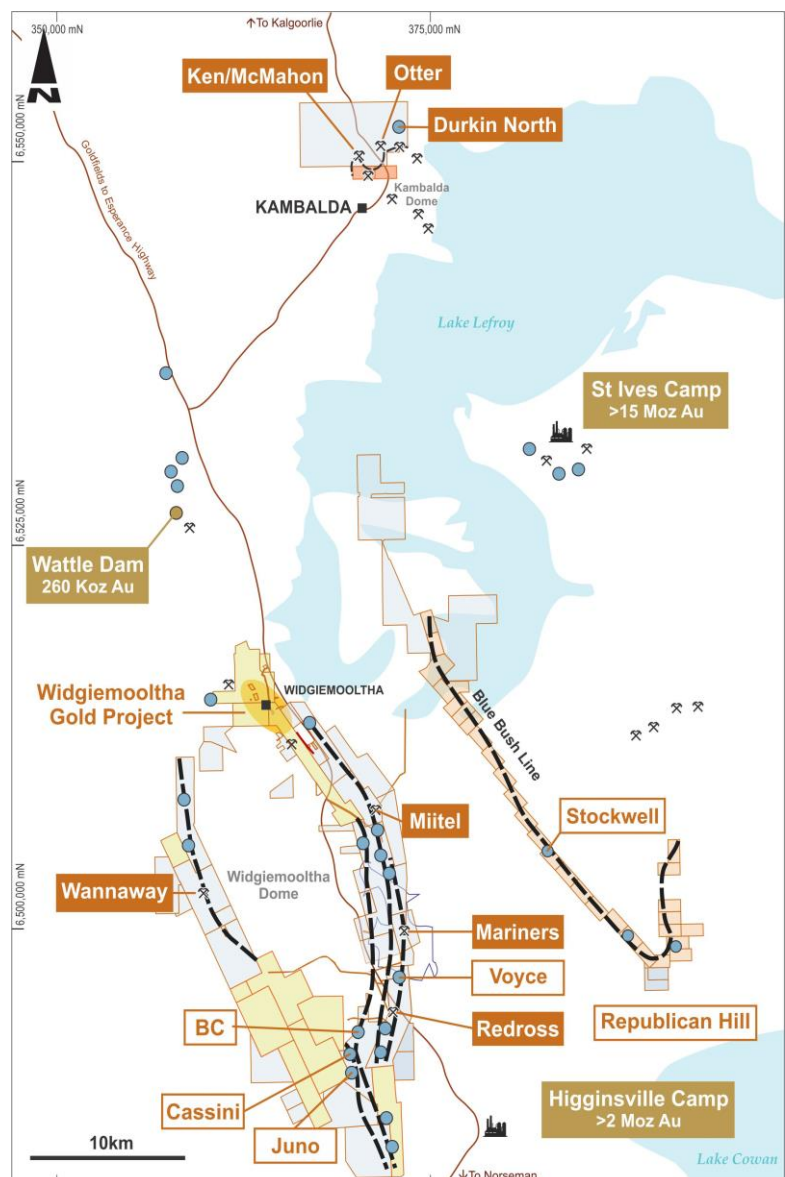 350,000 mN
375,000 mN
↑To Kalgoorlie
Ken/McMahon
Otter
Durkin North
N
6,550,000 mN
Goldfields to Esperance Highway
KAMBALDA
Kambalda
Dome
Lake Lefroy
St Ives Camp
>15 Moz Au
6,525,000 mN
Wattle Dam
260 Koz Au
Widgiemooltha
Gold Project
WIDGIEMOOLTHA
Blue Bush Line
Miitel
Stockwell
Wannaway
Widgiemooltha
Dome
6,500,000 mN
Mariners
Voyce
BC
Redross
Republican Hill
Cassini
Juno
Higginsville Camp
>2 Moz Au
10km
Lake Cowan
↓To Norseman